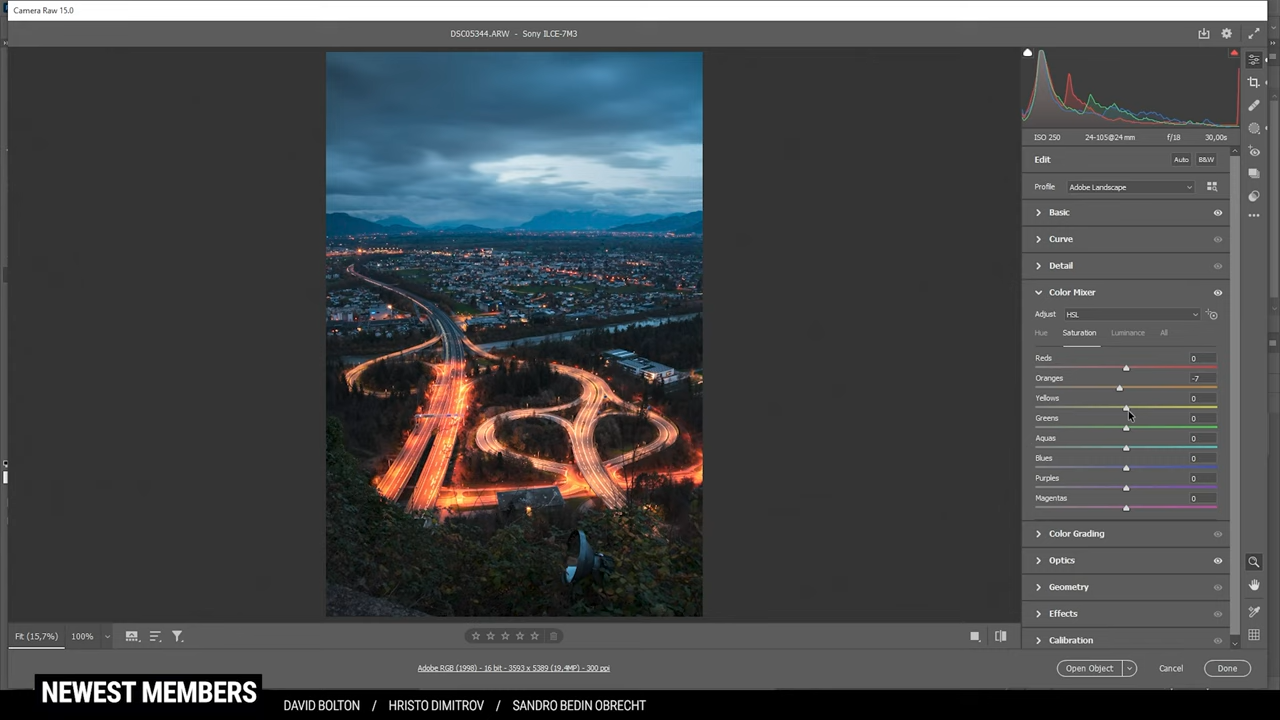 Camera Raw 15.0
DSC05344.ARW - Sony ILCE-7M3
ISO 250 24-105@24 mm f/18 30,00s
Edit Auto B&W
Profile Adobe Landscape
Basic
Curve
Detail
Color Mixer
Adjust HSL
Hue Saturation Luminance All
Reds 0
Oranges -7
Yellows 0
Greens 0
Aquas 0
Blues 0
Purples 0
Magentas 0
Color Grading
Optics
Geometry
Effects
Calibration
Fit (15,7%) 100%
Adobe RGB (1998) - 16 bit - 3593 x 5389 (19,4MP) - 300 ppi
Open Object Cancel Done
NEWEST MEMBERS
DAVID BOLTON / HRISTO DIMITROV / SANDRO BEDIN OBRECHT